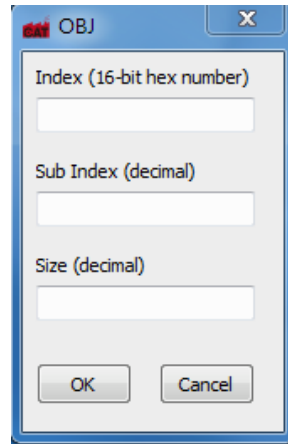 CAT OBJ
Index (16-bit hex number)
Sub Index (decimal)
Size (decimal)
OK Cancel